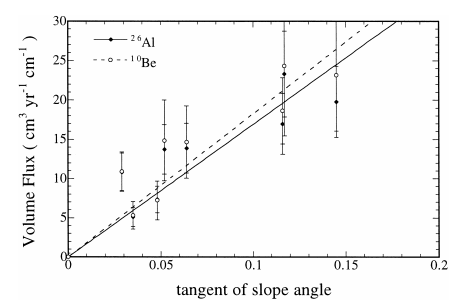 30
25
20
15
10
5
0
Volume Flux ( cm³ yr⁻¹ cm⁻¹ )
²⁶Al
¹⁰Be
0 0.05 0.1 0.15 0.2
tangent of slope angle